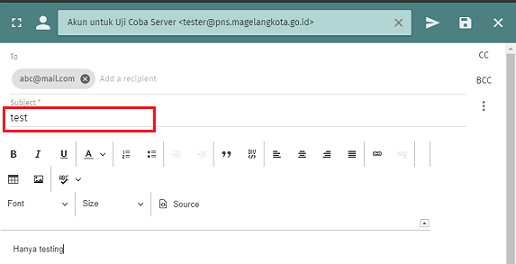 Akun untuk Uji Coba Server <tester@pns.magelangkota.go.id>
To
CC
abc@mail.com Add a recipient
BCC
Subject *
test
B I U A
Font Size Source
Hanya testing